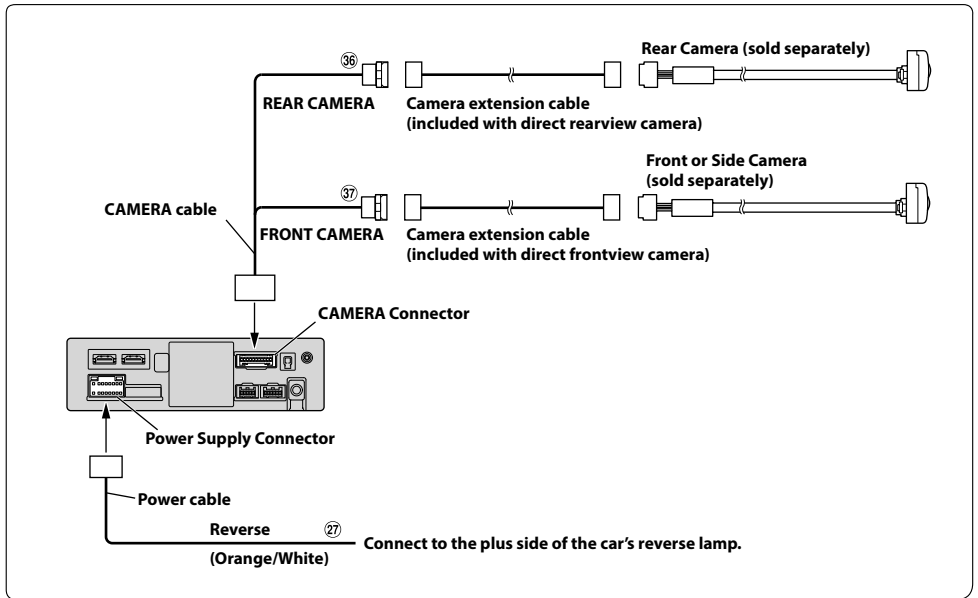 ㊱
Rear Camera (sold separately)
REAR CAMERA
Camera extension cable
(included with direct rearview camera)
Front or Side Camera
(sold separately)
㊲
CAMERA cable
FRONT CAMERA
Camera extension cable
(included with direct frontview camera)
CAMERA Connector
Power Supply Connector
Power cable
Reverse
㉗
(Orange/White)
Connect to the plus side of the car's reverse lamp.